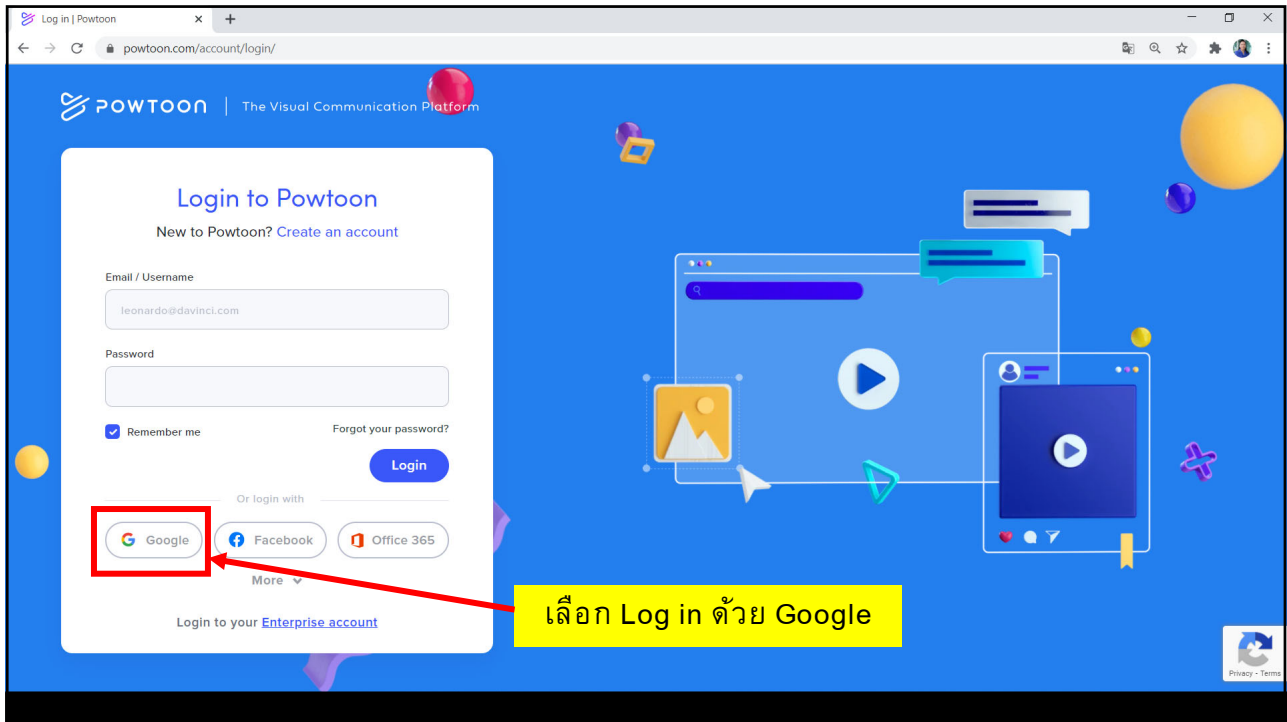 Log in | Powtoon
powtoon.com/account/login/
POWTOON | The Visual Communication Platform
Login to Powtoon
New to Powtoon? Create an account
Email / Username
leonardo@davinci.com
Password
Remember me
Forgot your password?
Login
Or login with
Google
Facebook
Office 365
More
เลือก Log in ด้วย Google
Login to your Enterprise account
Privacy - Terms